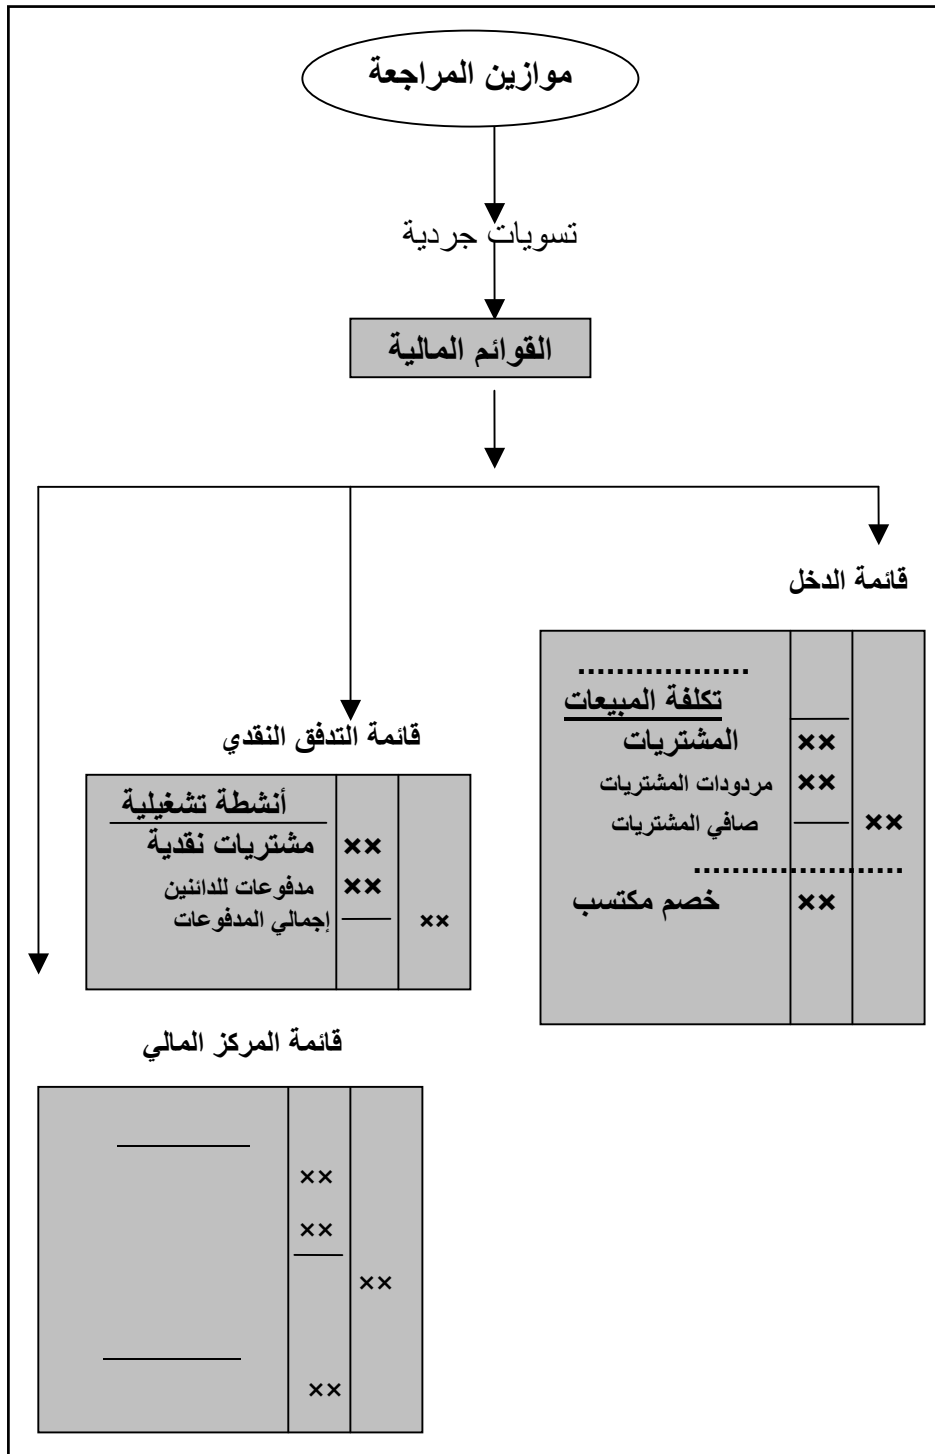 موازين المراجعة
تسويات جردية
القوائم المالية
قائمة الدخل
..................
تكلفة المبيعات
المشتريات ××
مردودات المشتريات ××
صافي المشتريات ××
......................
خصم مكتسب ××
قائمة التدفق النقدي
أنشطة تشغيلية
مشتريات نقدية ××
مدفوعات للدائنين ××
إجمالي المدفوعات ××
قائمة المركز المالي
××
××
××
××